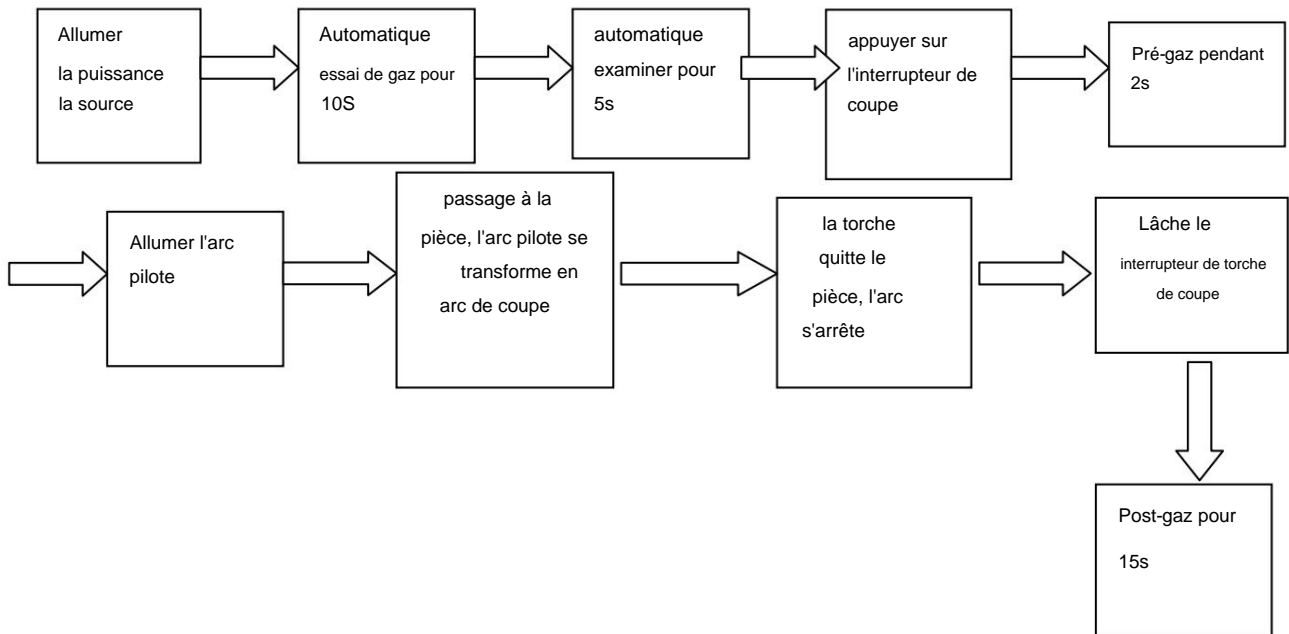 Allumer
la puissance
la source
Automatique
essai de gaz pour
10S
automatique
examiner pour
5s
appuyer sur
l'interrupteur de
coupe
Pré-gaz pendant
2s
Allumer l'arc
pilote
passage à la
pièce, l'arc pilote se
transforme en
arc de coupe
la torche
quitte le
pièce, l'arc
s'arrête
Lâche le
interrupteur de torche
de coupe
Post-gaz pour
15s